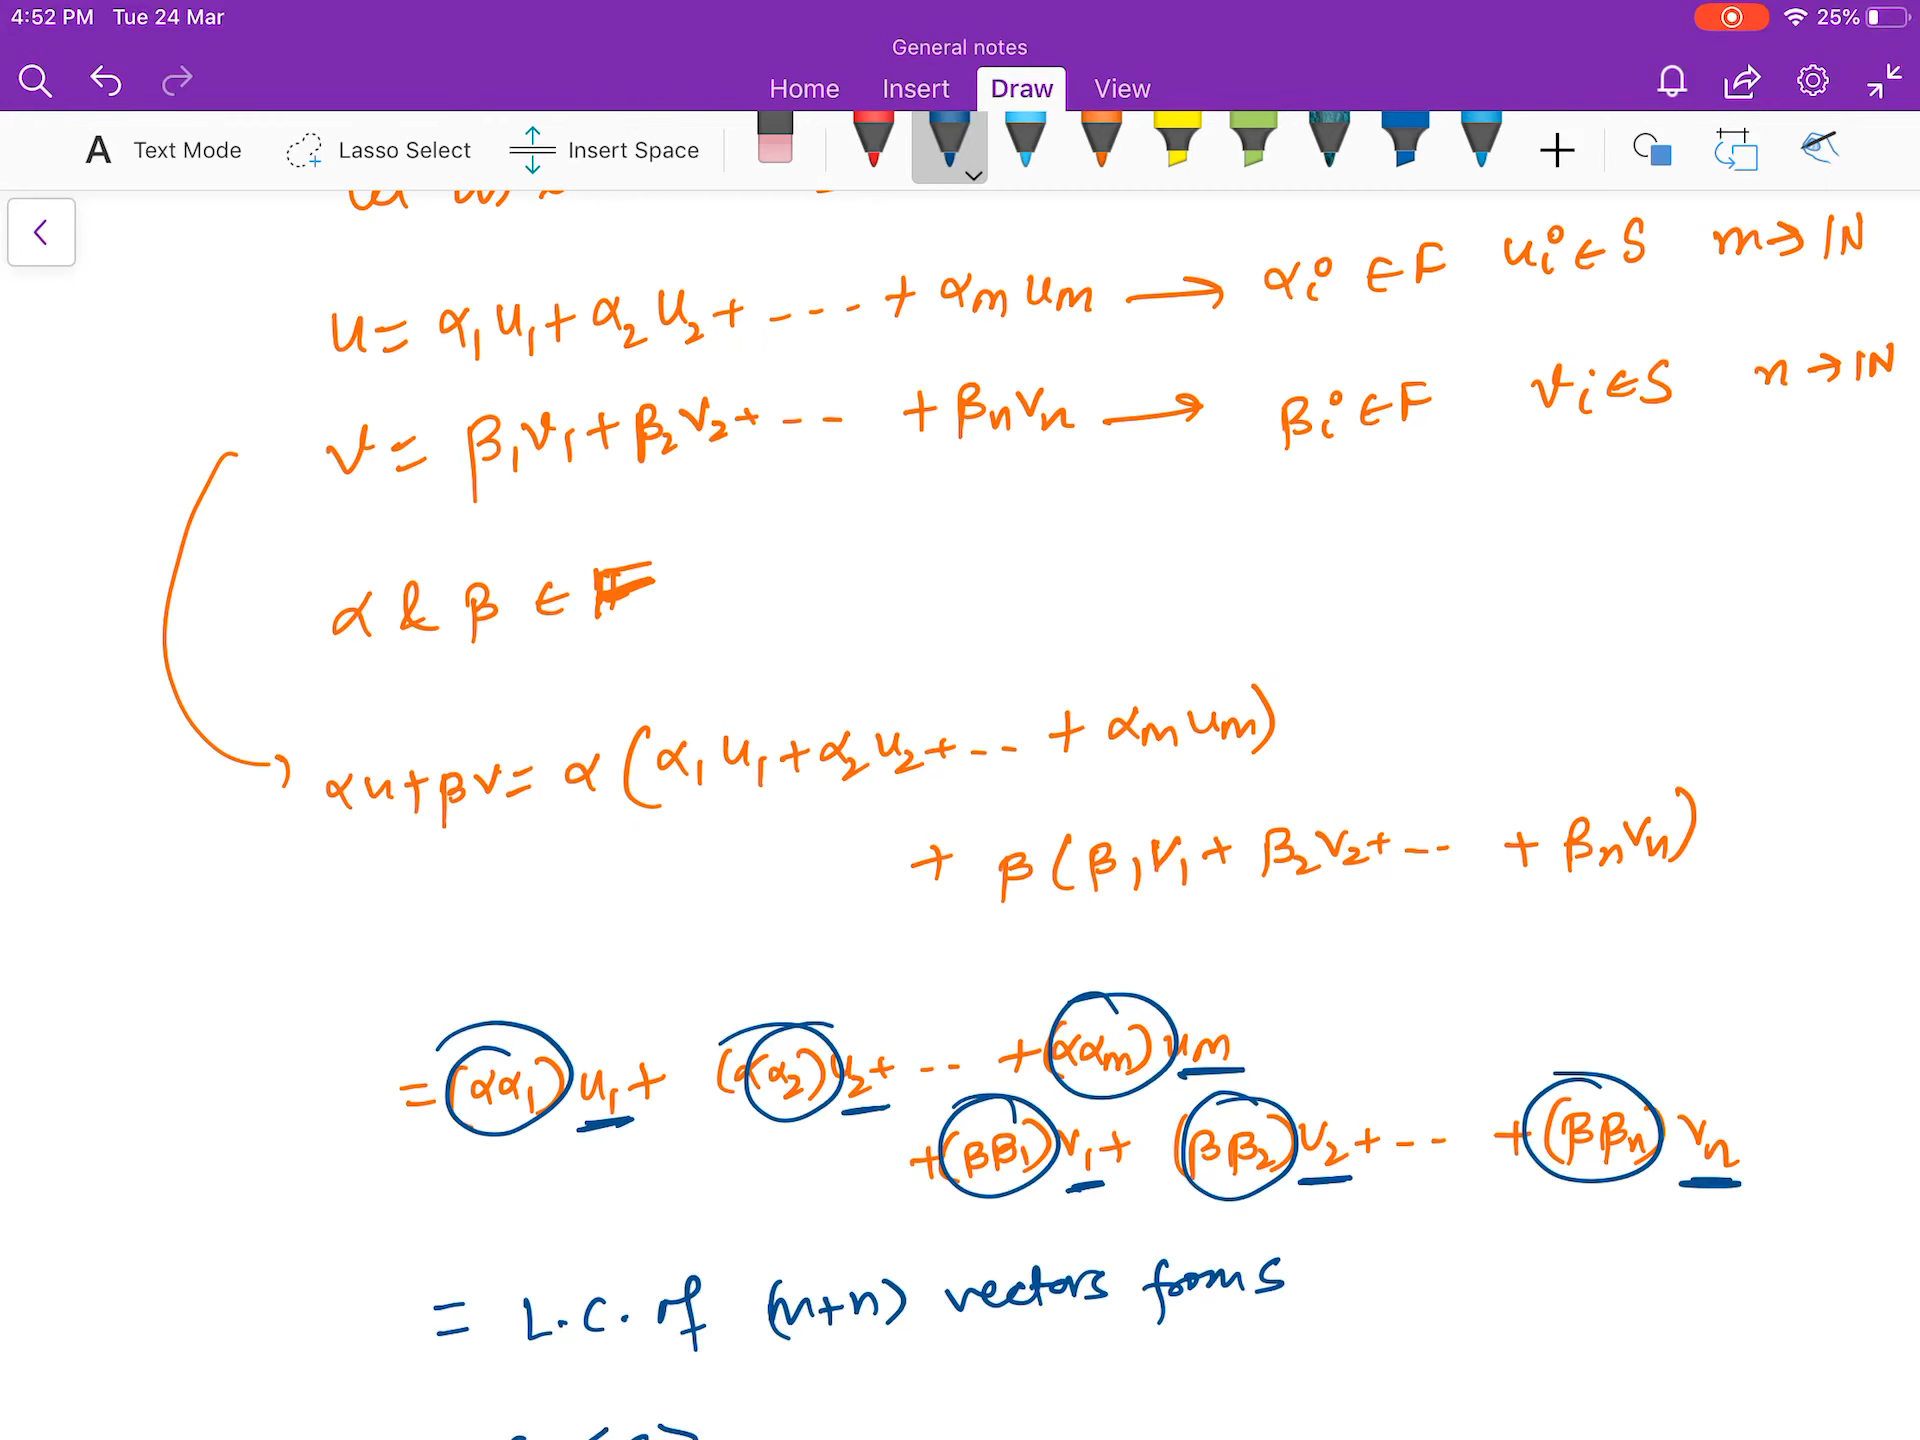 4:52 PM Tue 24 Mar 25%
General notes
Home Insert Draw View
A Text Mode Lasso Select Insert Space
u = α₁u₁ + α₂u₂ + ---- + αₘuₘ → αᵢ ∈ F uᵢ ∈ S m → IN
v = β₁v₁ + β₂v₂ + --- + βₙvₙ → βᵢ ∈ F vᵢ ∈ S n → IN
α & β ∈ F
αu + βv = α (α₁u₁ + α₂u₂ + --- + αₘuₘ)
+ β (β₁v₁ + β₂v₂ + --- + βₙvₙ)
= (αα₁)u₁ + (αα₂)u₂ + --- + (ααₘ)uₘ
+ (ββ₁)v₁ + (ββ₂)v₂ + --- + (ββₙ)vₙ
= L.C. of (m+n) vectors from S